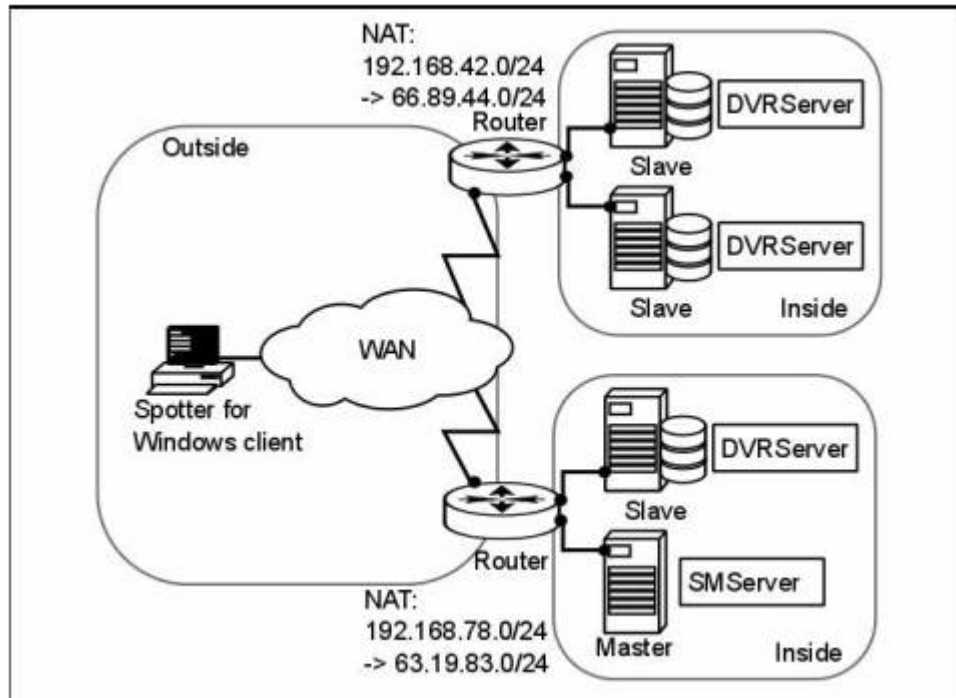 NAT:
192.168.42.0/24
-> 66.89.44.0/24
Router
Outside
DVRServer
Slave
DVRServer
Slave
Inside
WAN
Spotter for
Windows client
DVRServer
Slave
Router
SMServer
Master
Inside
NAT:
192.168.78.0/24
-> 63.19.83.0/24